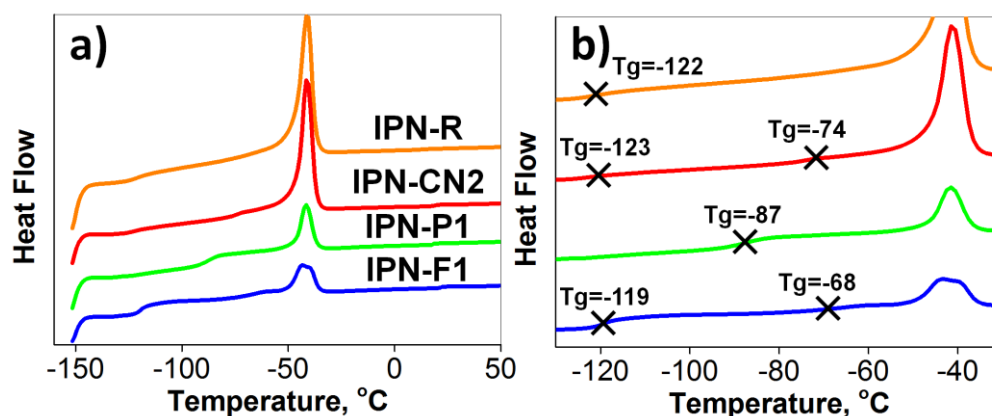 a)
Heat Flow
IPN-R
IPN-CN2
IPN-P1
IPN-F1
-150 -100 -50 0 50
Temperature, °C
b)
Heat Flow
Tg=-122
Tg=-123
Tg=-74
Tg=-87
Tg=-119
Tg=-68
-120 -100 -80 -60 -40
Temperature, °C